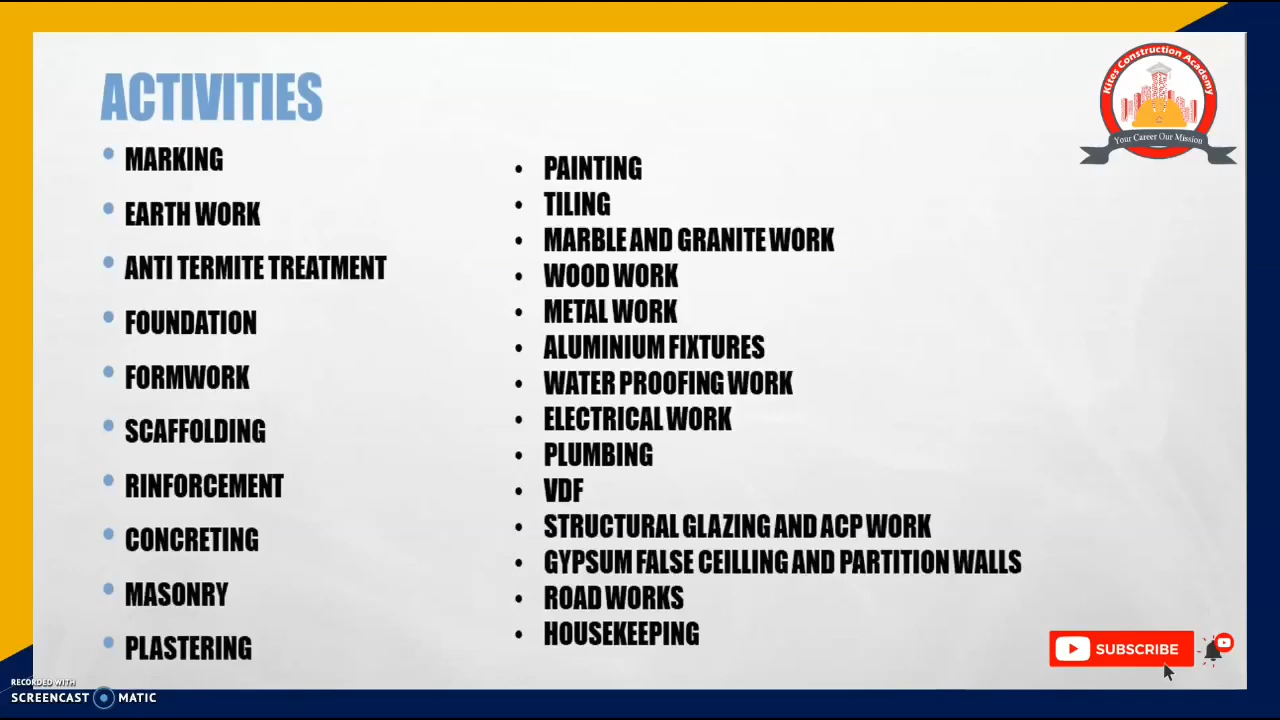 ACTIVITIES
MARKING
EARTH WORK
ANTI TERMITE TREATMENT
FOUNDATION
FORMWORK
SCAFFOLDING
RINFORCEMENT
CONCRETING
MASONRY
PLASTERING
PAINTING
TILING
MARBLE AND GRANITE WORK
WOOD WORK
METAL WORK
ALUMINIUM FIXTURES
WATER PROOFING WORK
ELECTRICAL WORK
PLUMBING
VDF
STRUCTURAL GLAZING AND ACP WORK
GYPSUM FALSE CEILLING AND PARTITION WALLS
ROAD WORKS
HOUSEKEEPING
Kites Construction Academy
Your Career Our Mission
SUBSCRIBE
RECORDED WITH
SCREENCAST MATIC